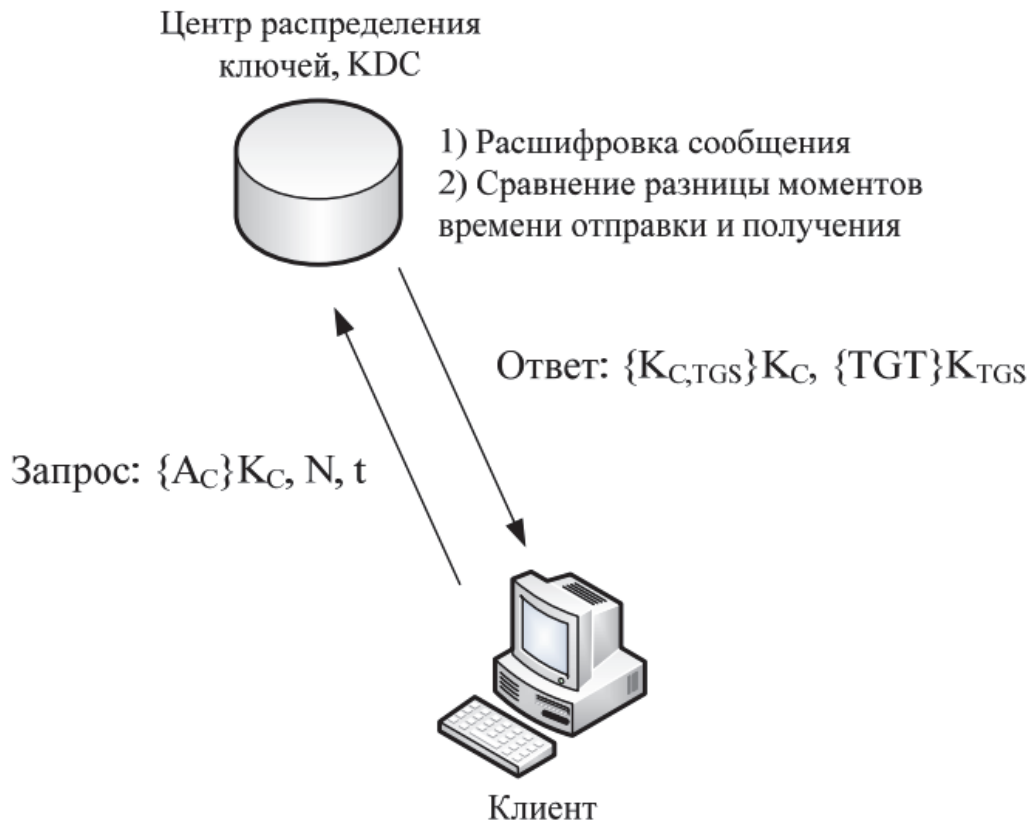 Центр распределения
ключей, KDC
1) Расшифровка сообщения
2) Сравнение разницы моментов
времени отправки и получения
Ответ: {K_C,TGS}K_C, {TGT}K_TGS
Запрос: {A_C}K_C, N, t
Клиент